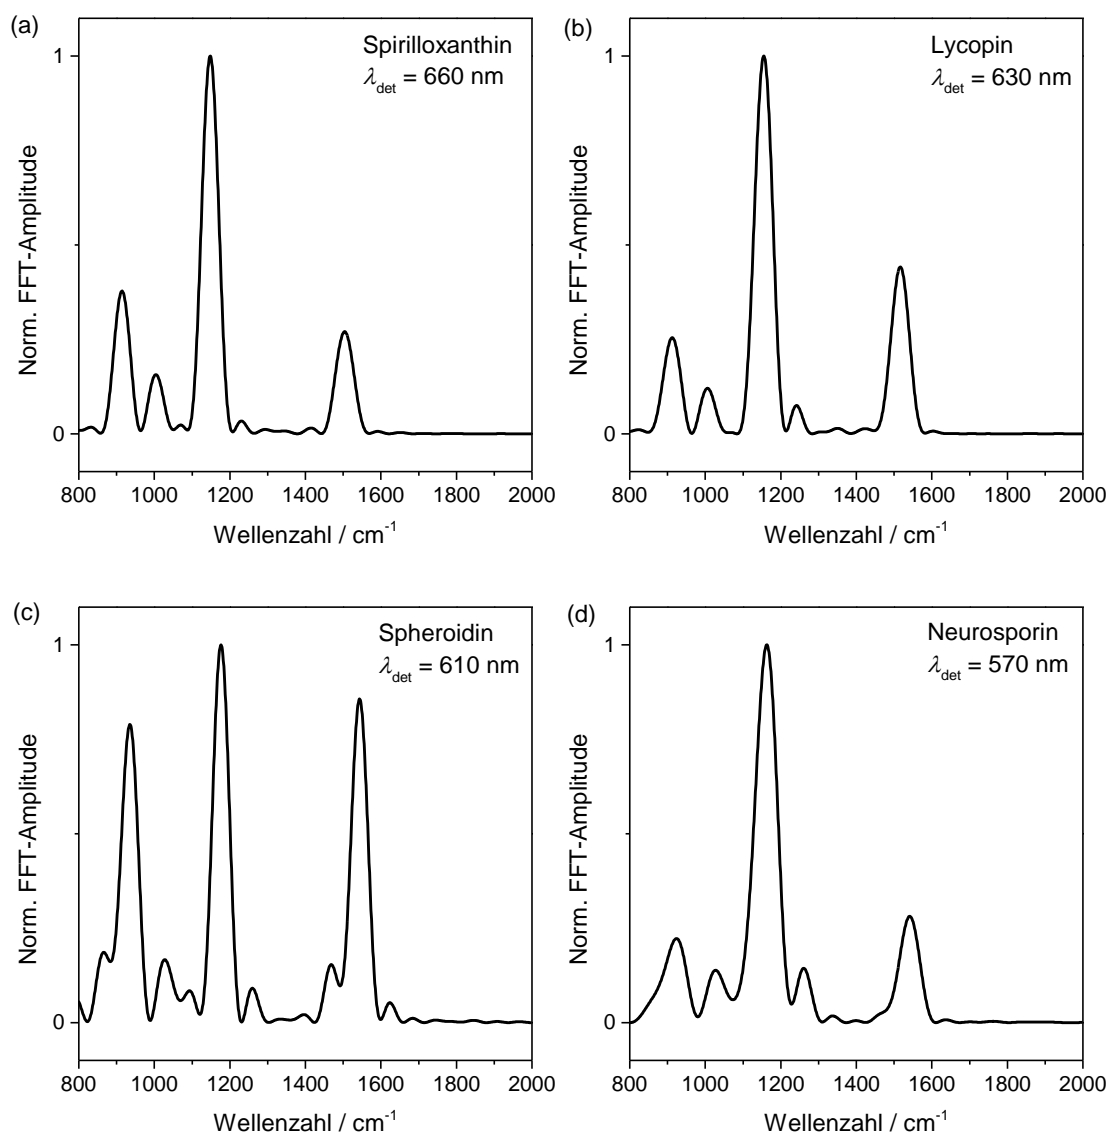 (a)
Spirilloxanthin
λdet = 660 nm
1
0
Norm. FFT-Amplitude
800 1000 1200 1400 1600 1800 2000
Wellenzahl / cm-1
(b)
Lycopin
λdet = 630 nm
1
0
Norm. FFT-Amplitude
800 1000 1200 1400 1600 1800 2000
Wellenzahl / cm-1
(c)
Spheroidin
λdet = 610 nm
1
0
Norm. FFT-Amplitude
800 1000 1200 1400 1600 1800 2000
Wellenzahl / cm-1
(d)
Neurosporin
λdet = 570 nm
1
0
Norm. FFT-Amplitude
800 1000 1200 1400 1600 1800 2000
Wellenzahl / cm-1